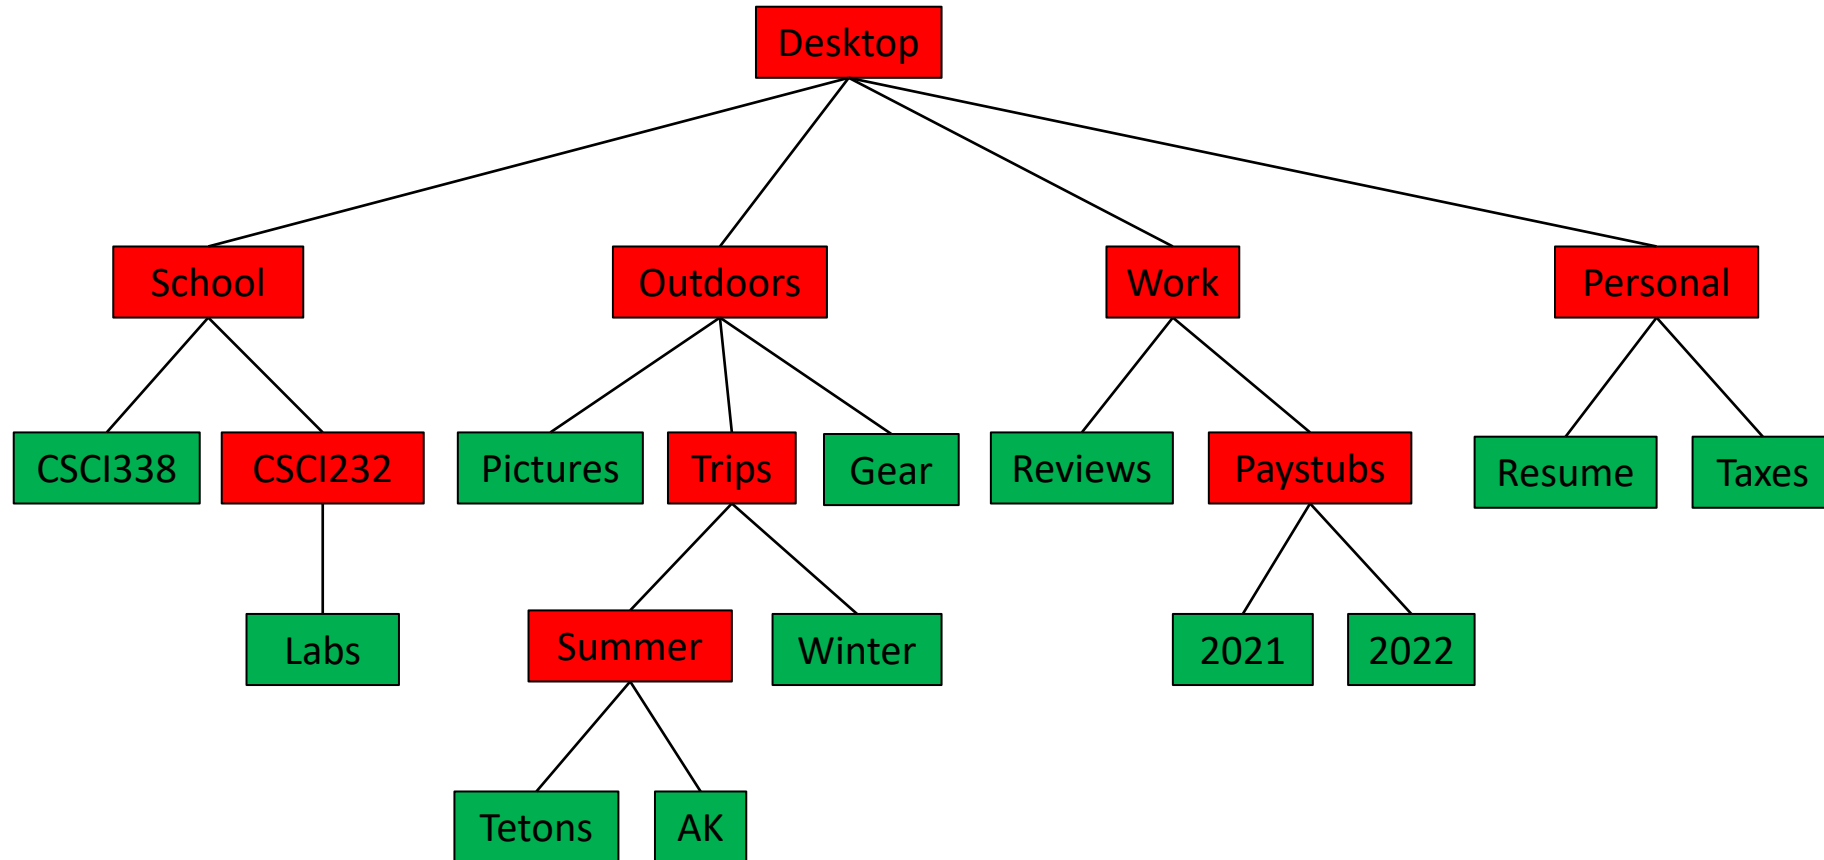 Desktop
School
Outdoors
Work
Personal
CSCI338
CSCI232
Pictures
Trips
Gear
Reviews
Paystubs
Resume
Taxes
Labs
Summer
Winter
2021
2022
Tetons
AK